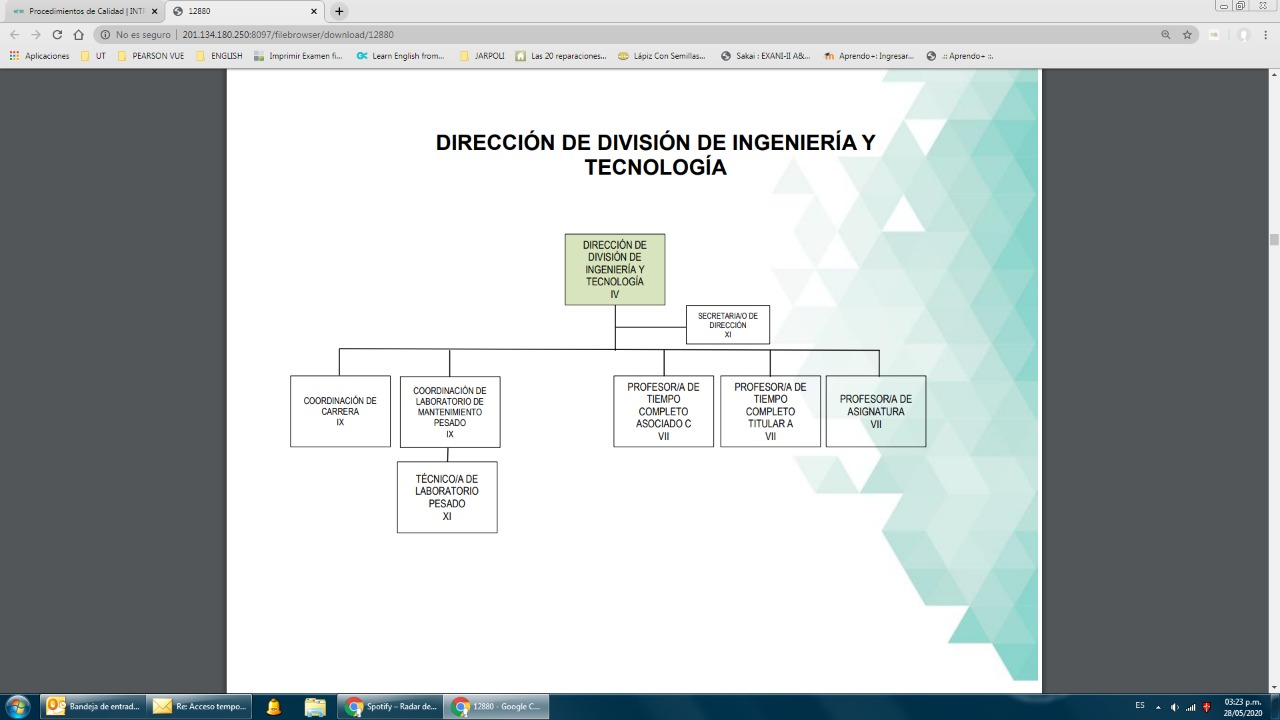 Procedimientos de Calidad | INTE
12880
No es seguro | 201.134.180.250:8097/filebrowser/download/12880
Aplicaciones
UT
PEARSON VUE
ENGLISH
Imprimir Examen fi...
Learn English from...
JARPOLI
Las 20 reparaciones...
Lápiz Con Semillas...
Sakai : EXANI-II A&...
Aprendo+: Ingresar...
.: Aprendo+ :.
DIRECCIÓN DE DIVISIÓN DE INGENIERÍA Y
TECNOLOGÍA
DIRECCIÓN DE
DIVISIÓN DE
INGENIERÍA Y
TECNOLOGÍA
IV
SECRETARIA/O DE
DIRECCIÓN
XI
COORDINACIÓN DE
CARRERA
IX
COORDINACIÓN DE
LABORATORIO DE
MANTENIMIENTO
PESADO
IX
PROFESOR/A DE
TIEMPO
COMPLETO
ASOCIADO C
VII
PROFESOR/A DE
TIEMPO
COMPLETO
TITULAR A
VII
PROFESOR/A DE
ASIGNATURA
VII
TÉCNICO/A DE
LABORATORIO
PESADO
XI
Bandeja de entrad...
Re: Acceso tempo...
Spotify – Radar de...
12880 - Google C...
ES
03:23 p.m.
28/05/2020